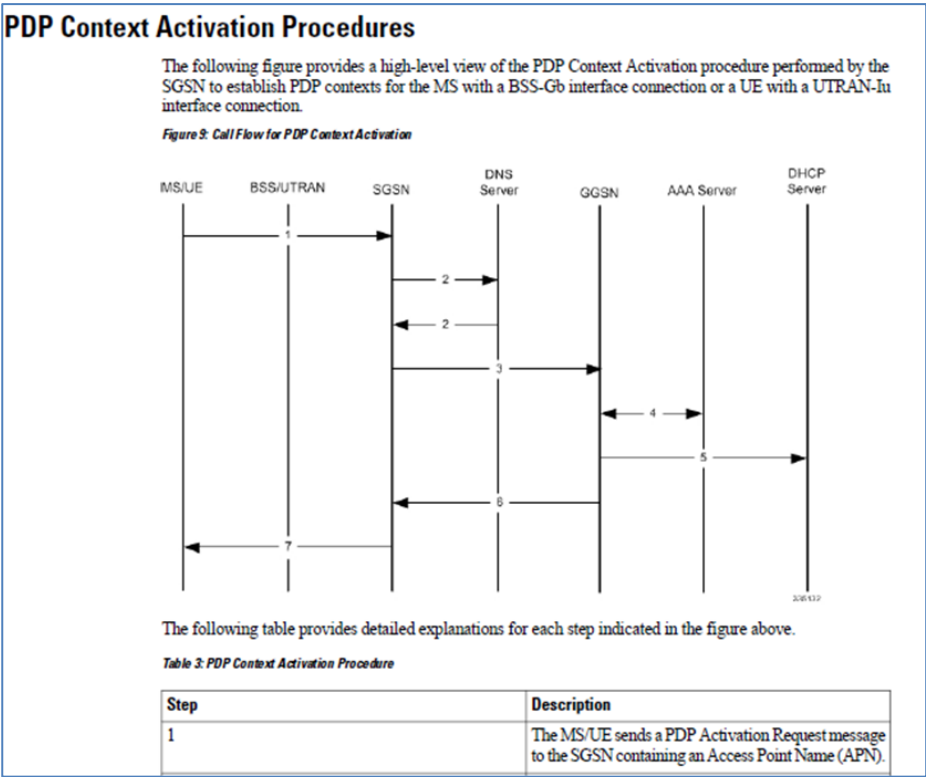 PDP Context Activation Procedures
The following figure provides a high-level view of the PDP Context Activation procedure performed by the
SGSN to establish PDP contexts for the MS with a BSS-Gb interface connection or a UE with a UTRAN-Iu
interface connection.
Figure 9: Call Flow for PDP Context Activation
MS/UE BSS/UTRAN SGSN DNS Server GGSN AAA Server DHCP Server
1
2
2
3
4
5
6
7
The following table provides detailed explanations for each step indicated in the figure above.
Table 3: PDP Context Activation Procedure
Step Description
1 The MS/UE sends a PDP Activation Request message
to the SGSN containing an Access Point Name (APN).